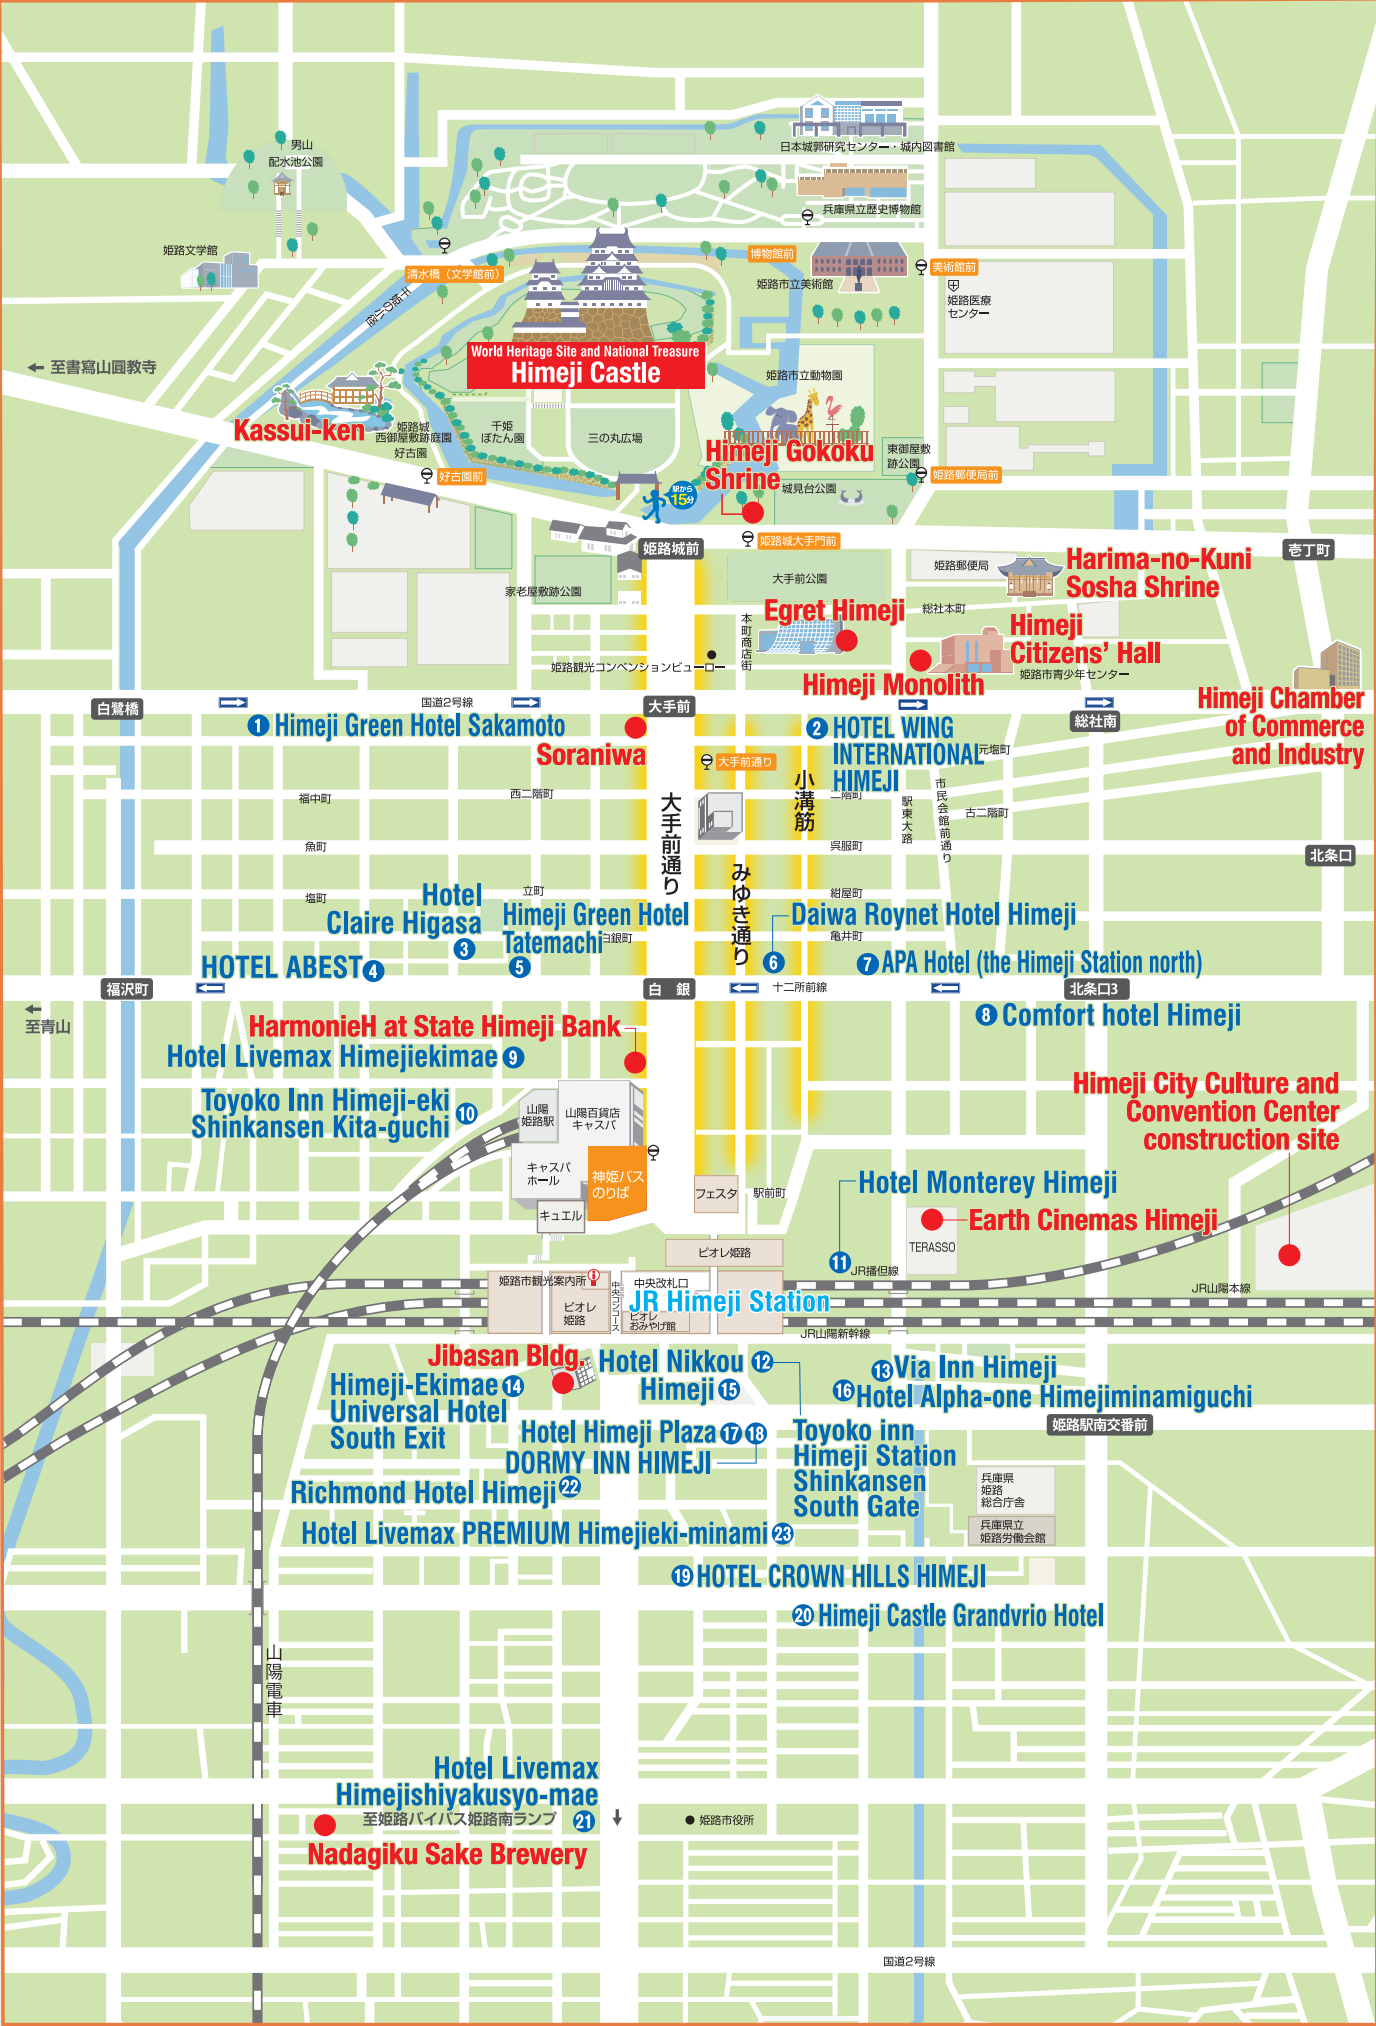 日本城郭研究センター・城内図書館
男山
配水池公園
兵庫県立歴史博物館
姫路文学館
清水橋（文学館前）
博物館前
美術館前
姫路市立美術館
姫路医療
センター
千姫の小径
World Heritage Site and National Treasure
Himeji Castle
← 至書寫山圓教寺
姫路市立動物園
Kassui-ken
姫路城
西御屋敷跡庭園
好古園
千姫
ぼたん園
三の丸広場
Himeji Gokoku
Shrine
東御屋敷
跡公園
好古園前
姫路郵便局前
城見台公園
駅から
15分
姫路城前
姫路城大手門前
壱丁町
大手前公園
姫路郵便局
Harima-no-Kuni
Sosha Shrine
家老屋敷跡公園
Egret Himeji
総社本町
本町商店街
Himeji
Citizens' Hall
姫路観光コンベンションビューロー
姫路市青少年センター
Himeji Monolith
Himeji Chamber
of Commerce
and Industry
白鷺橋
国道2号線
大手前
総社南
1 Himeji Green Hotel Sakamoto
Soraniwa
2 HOTEL WING
INTERNATIONAL
HIMEJI
元塩町
大手前通り
小溝筋
福中町
西二階町
二階町
大手前通り
駅東大路
市民会館前通り
古二階町
魚町
呉服町
北条口
みゆき通り
塩町
立町
紺屋町
Hotel
Claire Higasa
3
Himeji Green Hotel
Tatemachi
白銀町
5
Daiwa Roynet Hotel Himeji
6
亀井町
HOTEL ABEST 4
7 APA Hotel (the Himeji Station north)
福沢町
白 銀
十二所前線
北条口3
←
至青山
8 Comfort hotel Himeji
HarmonieH at State Himeji Bank
Hotel Livemax Himejiekimae 9
Toyoko Inn Himeji-eki
Shinkansen Kita-guchi
10
山陽
姫路駅
山陽百貨店
キャスパ
Himeji City Culture and
Convention Center
construction site
キャスパ
ホール
神姫バス
のりば
キュエル
フェスタ
駅前町
Hotel Monterey Himeji
11
Earth Cinemas Himeji
TERASSO
ピオレ姫路
JR播但線
姫路市観光案内所
中央コンコース
中央改札口
JR山陽本線
ピオレ
姫路
JR Himeji Station
ピオレ
おみやげ館
JR山陽新幹線
Jibasan Bldg.
Hotel Nikkou 12
Himeji 15
13 Via Inn Himeji
Himeji-Ekimae 14
Universal Hotel
South Exit
16 Hotel Alpha-one Himejiminamiguchi
姫路駅南交番前
Hotel Himeji Plaza 17 18
DORMY INN HIMEJI
Toyoko inn
Himeji Station
Shinkansen
South Gate
Richmond Hotel Himeji 22
兵庫県
姫路
総合庁舎
Hotel Livemax PREMIUM Himejieki-minami 23
兵庫県立
姫路労働会館
19 HOTEL CROWN HILLS HIMEJI
20 Himeji Castle Grandvrio Hotel
山陽電車
Hotel Livemax
Himejishiyakusyo-mae
至姫路バイパス姫路南ランプ 21
姫路市役所
Nadagiku Sake Brewery
国道2号線